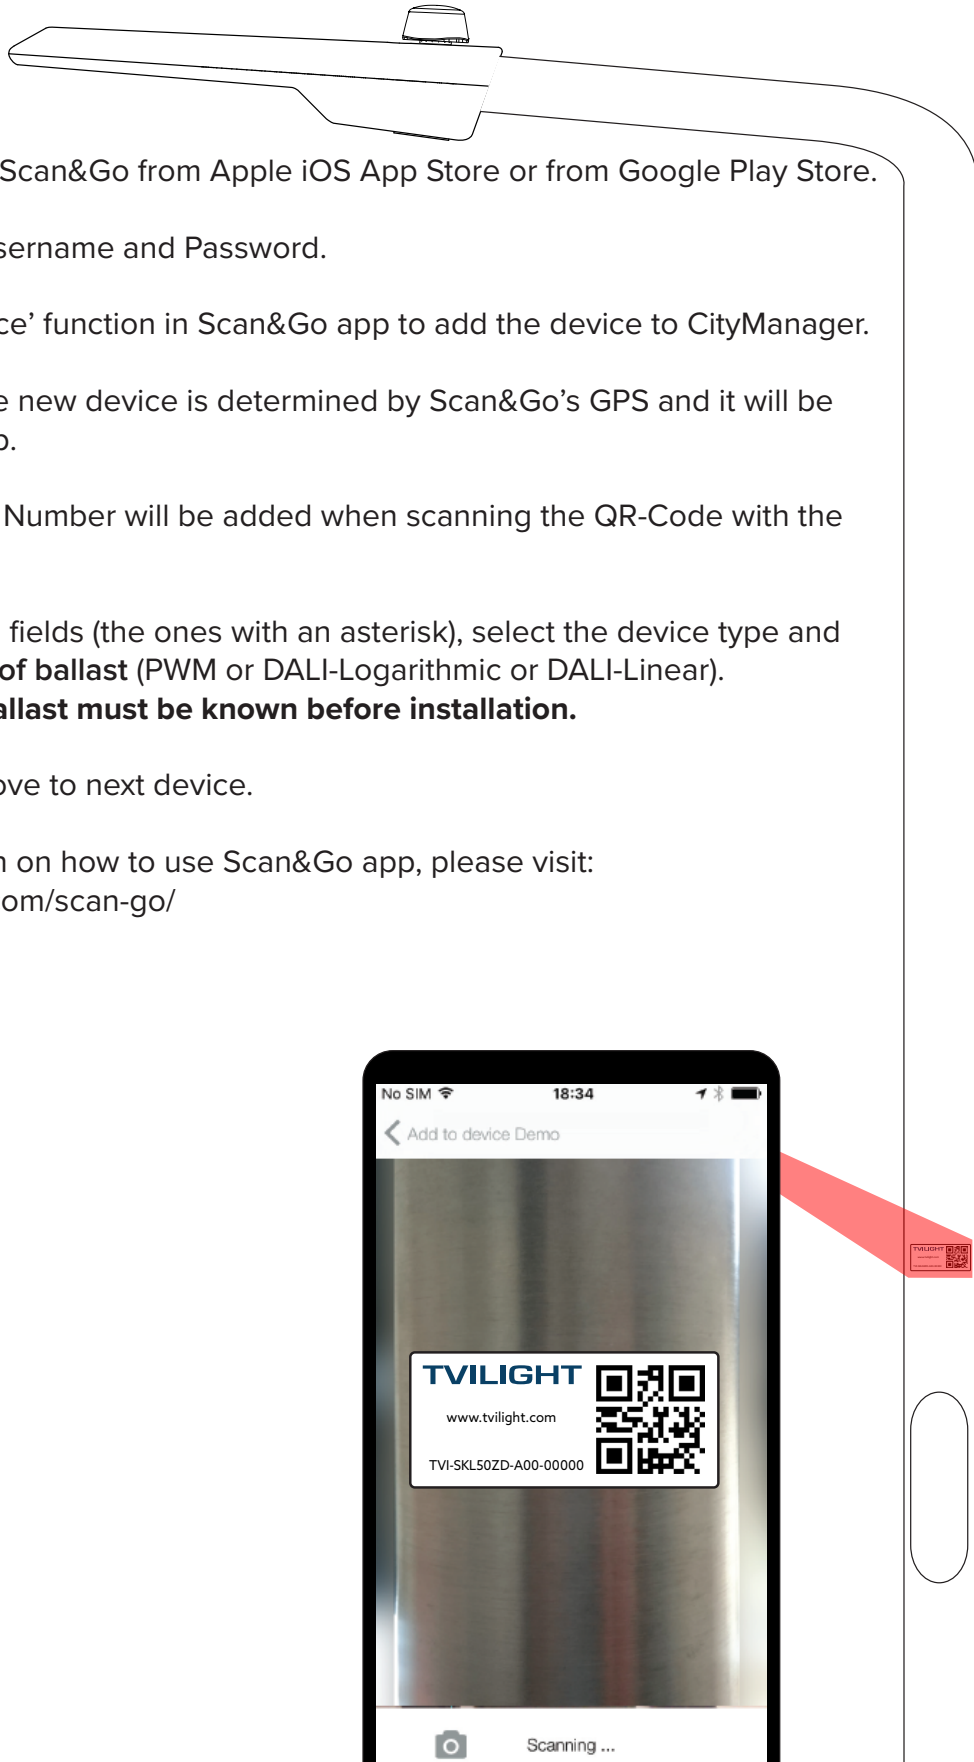 Scan&Go from Apple iOS App Store or from Google Play Store.
sername and Password.
ce’ function in Scan&Go app to add the device to CityManager.
e new device is determined by Scan&Go’s GPS and it will be
o.
Number will be added when scanning the QR-Code with the
fields (the ones with an asterisk), select the device type and
of ballast (PWM or DALI-Logarithmic or DALI-Linear).
allast must be known before installation.
ove to next device.
n on how to use Scan&Go app, please visit:
om/scan-go/
No SIM 18:34
Add to device Demo
TVILIGHT
TVILIGHT
www.tvilight.com
TVI-SKL50ZD-A00-00000
Scanning ...